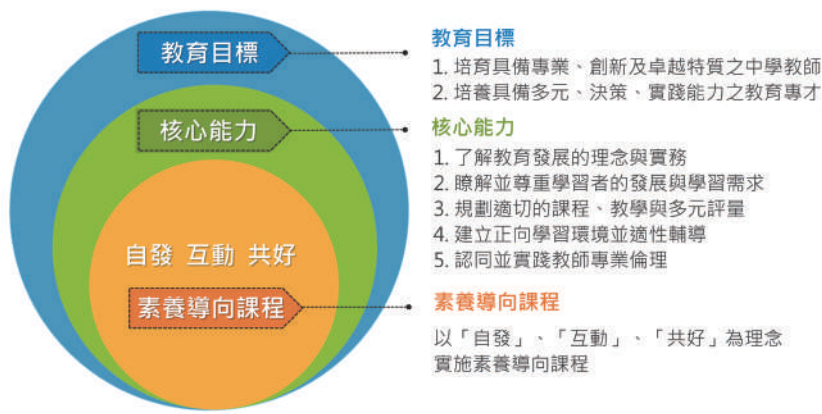 教育目標
核心能力
自發 互動 共好
素養導向課程
教育目標
1. 培育具備專業、創新及卓越特質之中學教師
2. 培養具備多元、決策、實踐能力之教育專才
核心能力
1. 了解教育發展的理念與實務
2. 瞭解並尊重學習者的發展與學習需求
3. 規劃適切的課程、教學與多元評量
4. 建立正向學習環境並適性輔導
5. 認同並實踐教師專業倫理
素養導向課程
以「自發」、「互動」、「共好」為理念
實施素養導向課程